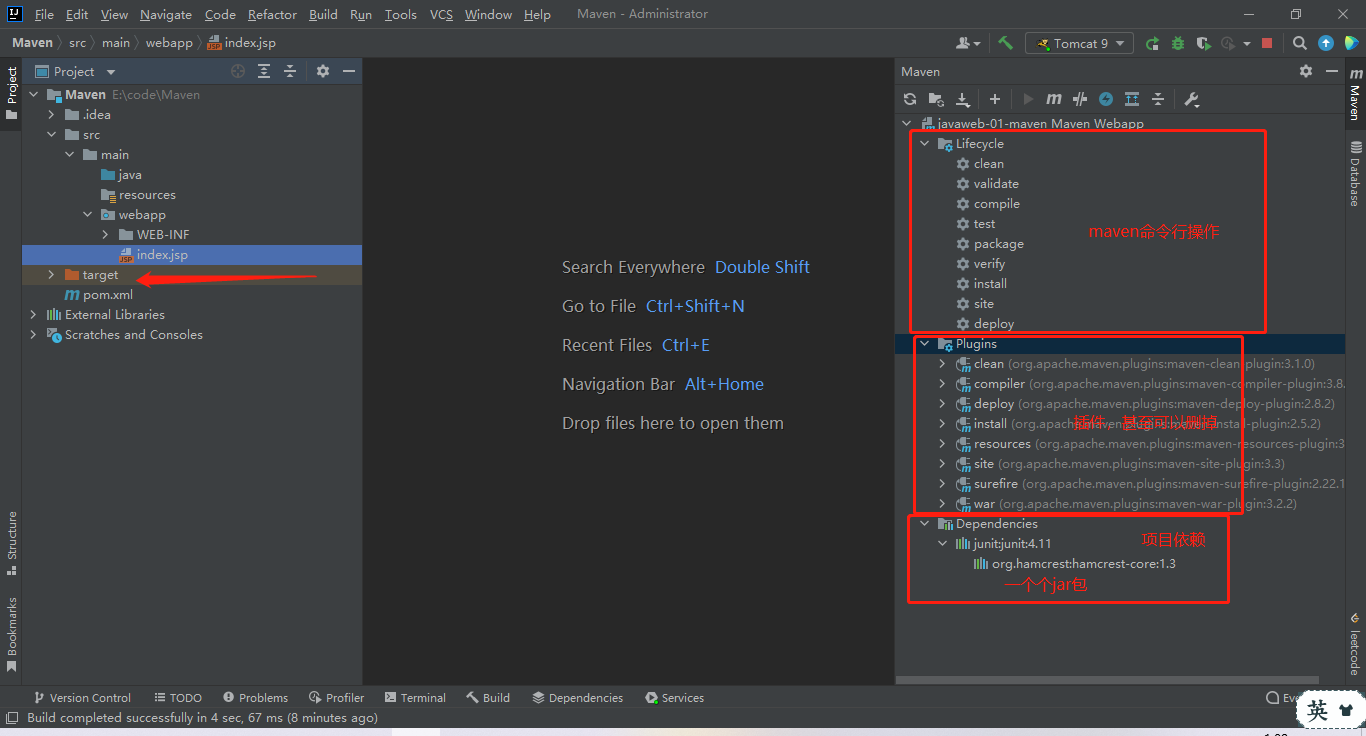 File Edit View Navigate Code Refactor Build Run Tools VCS Window Help Maven - Administrator
Maven src main webapp index.jsp
Tomcat 9
Project
Maven E:\code\Maven
.idea
src
main
java
resources
webapp
WEB-INF
index.jsp
target
pom.xml
External Libraries
Scratches and Consoles
Project
Structure
Bookmarks
Search Everywhere Double Shift
Go to File Ctrl+Shift+N
Recent Files Ctrl+E
Navigation Bar Alt+Home
Drop files here to open them
Maven
javaweb-01-maven Maven Webapp
Lifecycle
clean
validate
compile
test
maven命令行操作
package
verify
install
site
deploy
Plugins
clean (org.apache.maven.plugins:maven-clean-plugin:3.1.0)
compiler (org.apache.maven.plugins:maven-compiler-plugin:3.8.
deploy (org.apache.maven.plugins:maven-deploy-plugin:2.8.2)
install (org.apache.maven.plugins:maven-install-plugin:2.5.2)
插件，甚至可以删掉
resources (org.apache.maven.plugins:maven-resources-plugin:3
site (org.apache.maven.plugins:maven-site-plugin:3.3)
surefire (org.apache.maven.plugins:maven-surefire-plugin:2.22.1
war (org.apache.maven.plugins:maven-war-plugin:3.2.2)
Dependencies
junit:junit:4.11
项目依赖
org.hamcrest:hamcrest-core:1.3
一个个jar包
Maven
Database
leetcode
Version Control TODO Problems Profiler Terminal Build Dependencies Services
Build completed successfully in 4 sec, 67 ms (8 minutes ago)
英